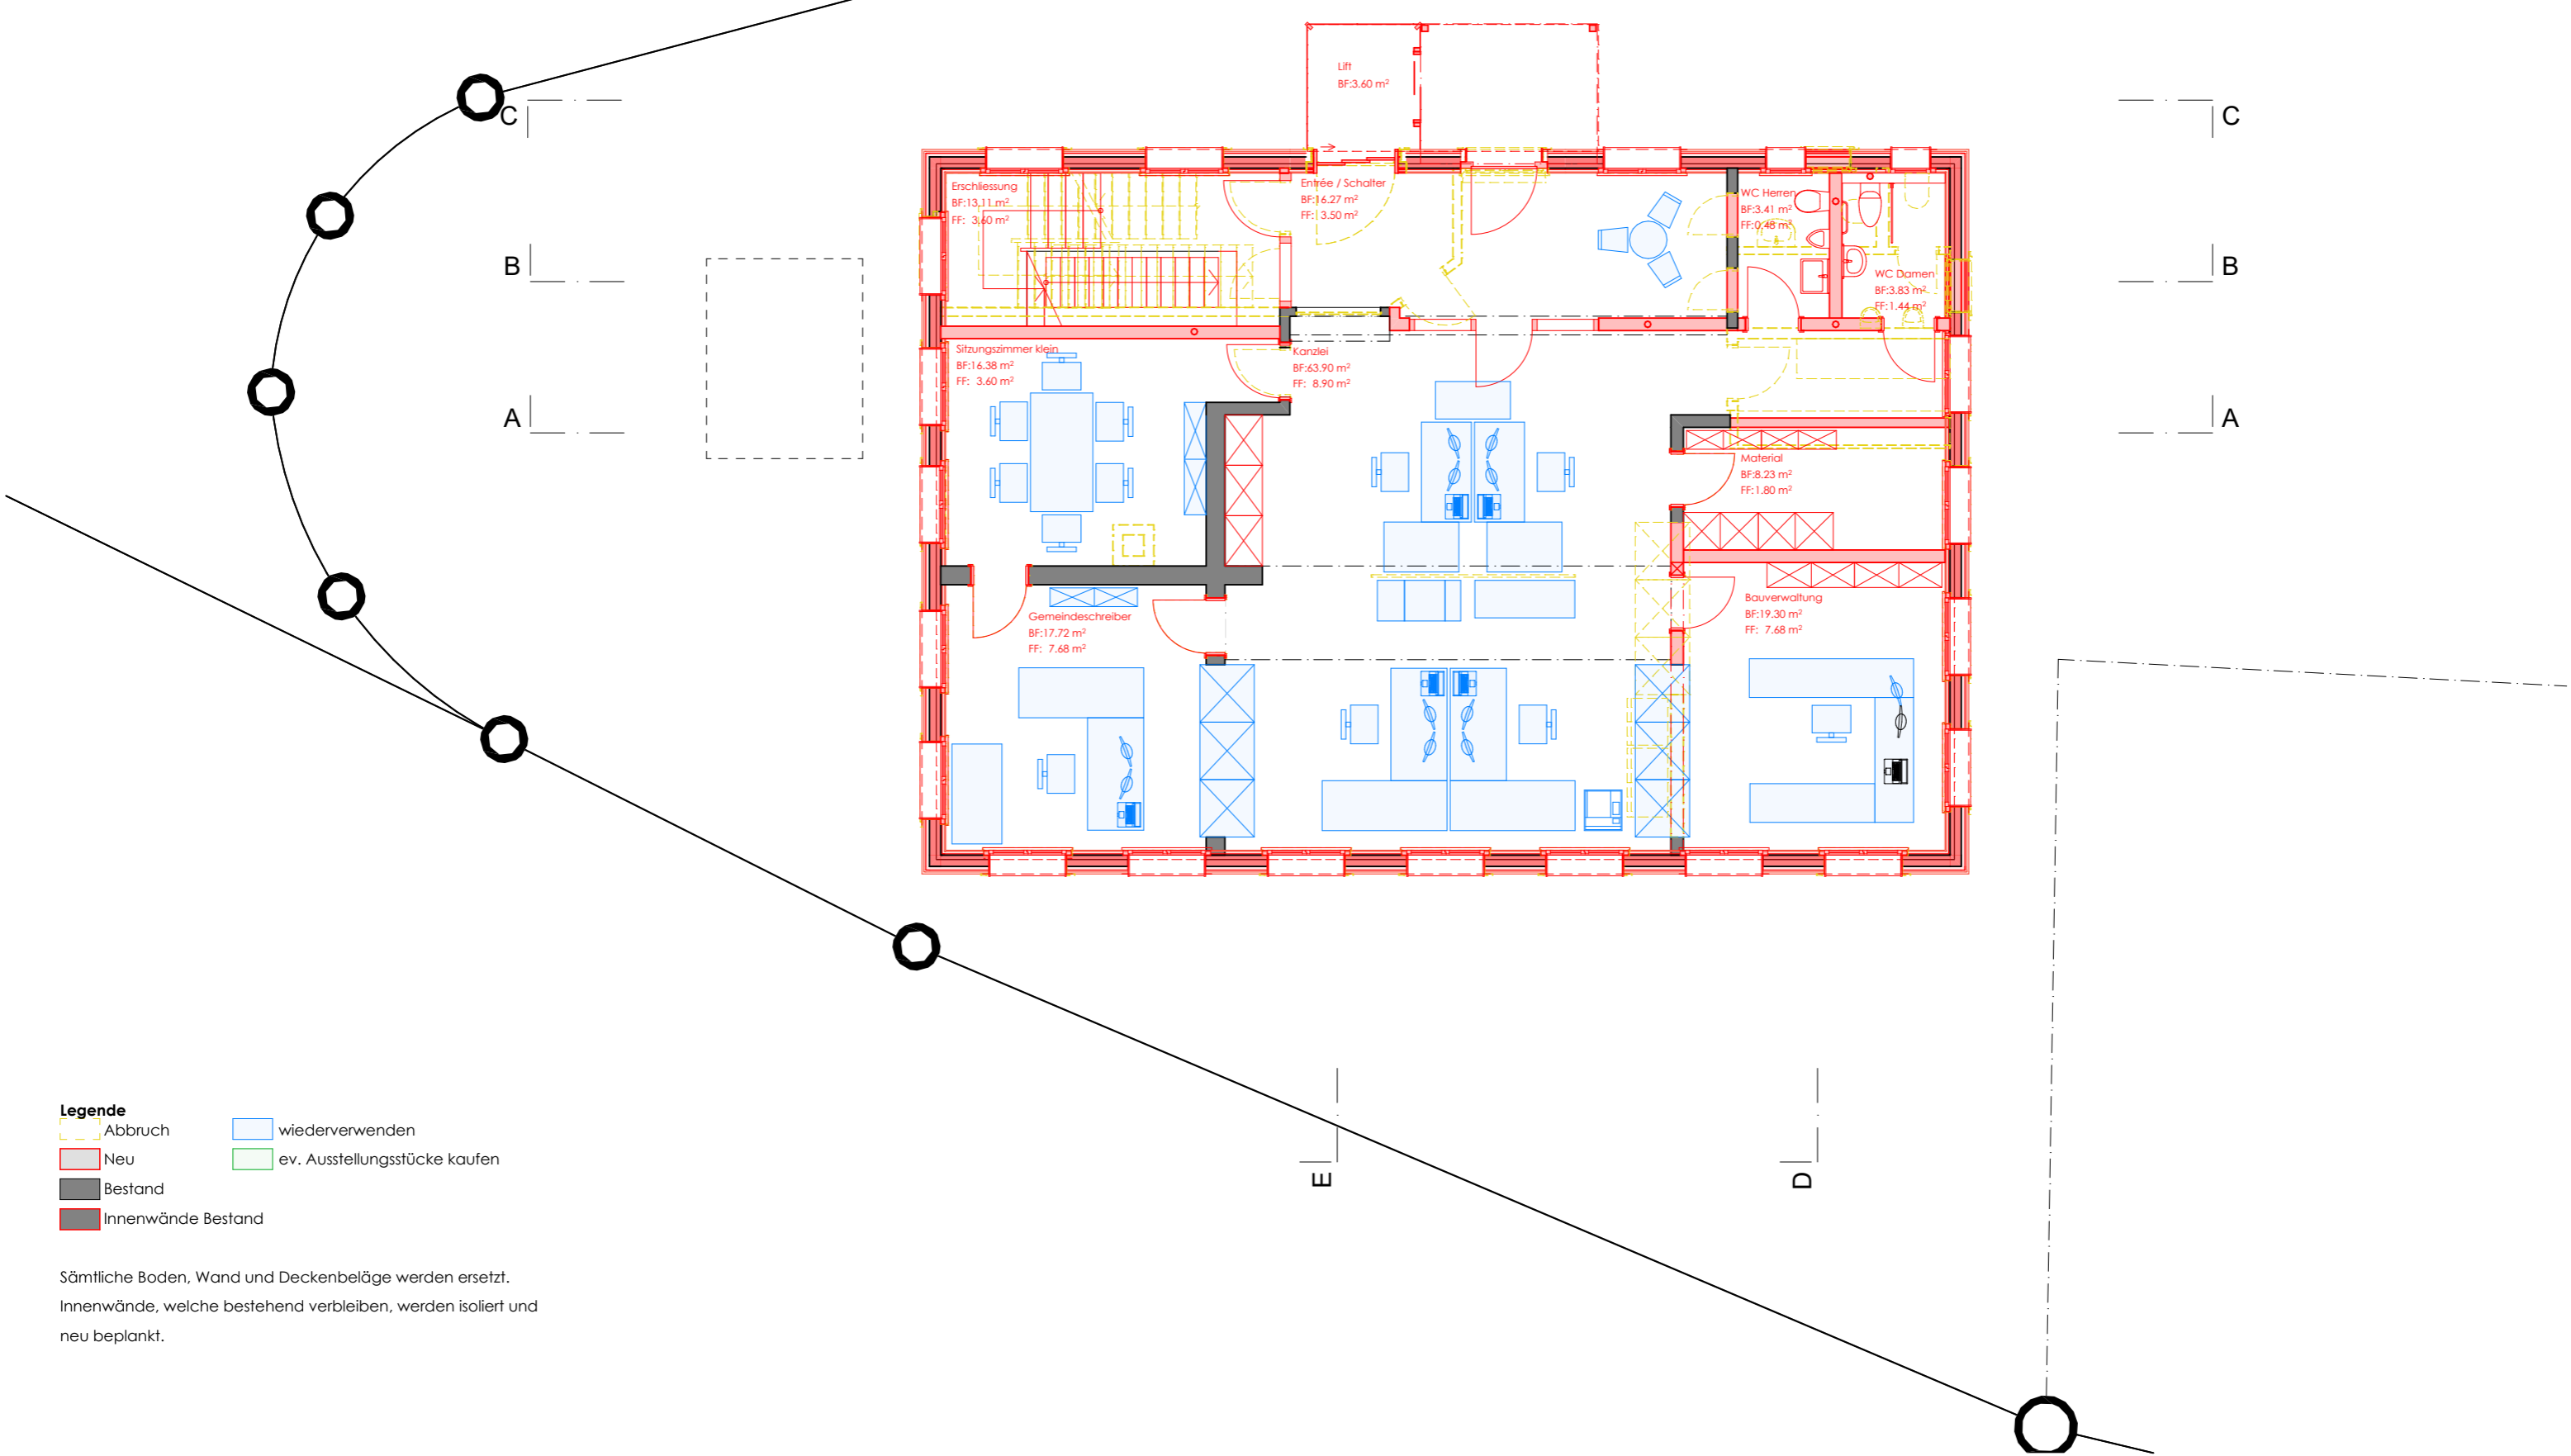 Lift
BF:3.60 m²
C
C
Erschliessung
BF:13.11 m²
FF: 3.60 m²
Entrée / Schalter
BF:16.27 m²
FF: 3.50 m²
WC Herren
BF:3.41 m²
FF:0.48 m²
WC Damen
BF:3.83 m²
FF:1.44 m²
B
B
Sitzungszimmer klein
BF:16.38 m²
FF: 3.60 m²
Kanzlei
BF:63.90 m²
FF: 8.90 m²
A
A
Material
BF:8.23 m²
FF:1.80 m²
Gemeindeschreiber
BF:17.72 m²
FF: 7.68 m²
Bauverwaltung
BF:19.30 m²
FF: 7.68 m²
E
D
Legende
Abbruch
wiederverwenden
Neu
ev. Ausstellungsstücke kaufen
Bestand
Innenwände Bestand
Sämtliche Boden, Wand und Deckenbeläge werden ersetzt.
Innenwände, welche bestehend verbleiben, werden isoliert und
neu beplankt.